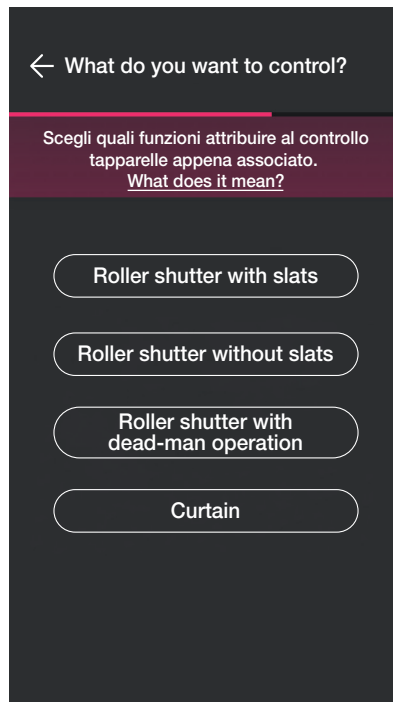 What do you want to control?
Scegli quali funzioni attribuire al controllo
tapparelle appena associato.
What does it mean?
Roller shutter with slats
Roller shutter without slats
Roller shutter with
dead-man operation
Curtain